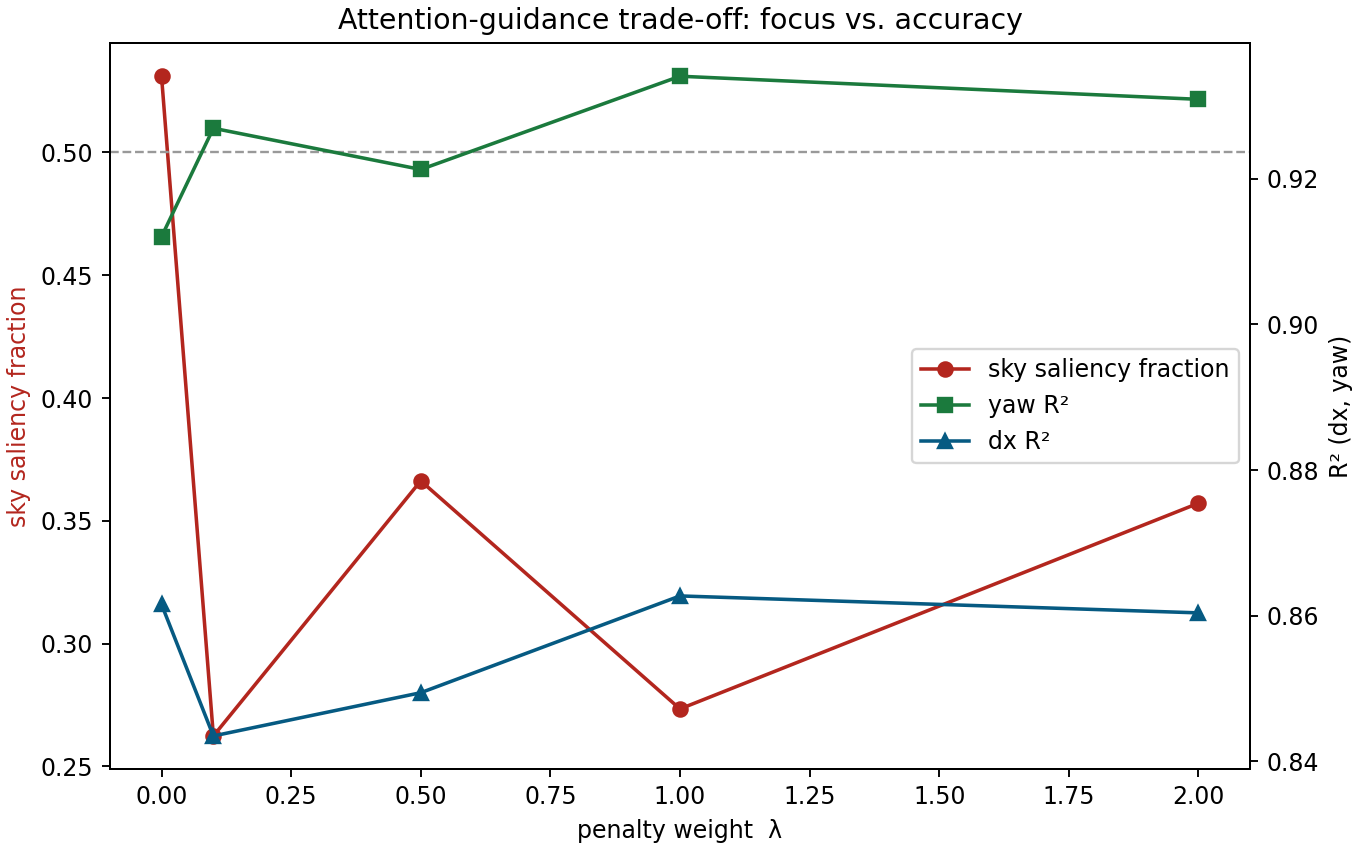 Attention-guidance trade-off: focus vs. accuracy
sky saliency fraction
0.50
0.45
0.40
0.35
0.30
0.25
0.92
0.90
0.88
0.86
0.84
R² (dx, yaw)
sky saliency fraction
yaw R²
dx R²
0.00 0.25 0.50 0.75 1.00 1.25 1.50 1.75 2.00
penalty weight λ